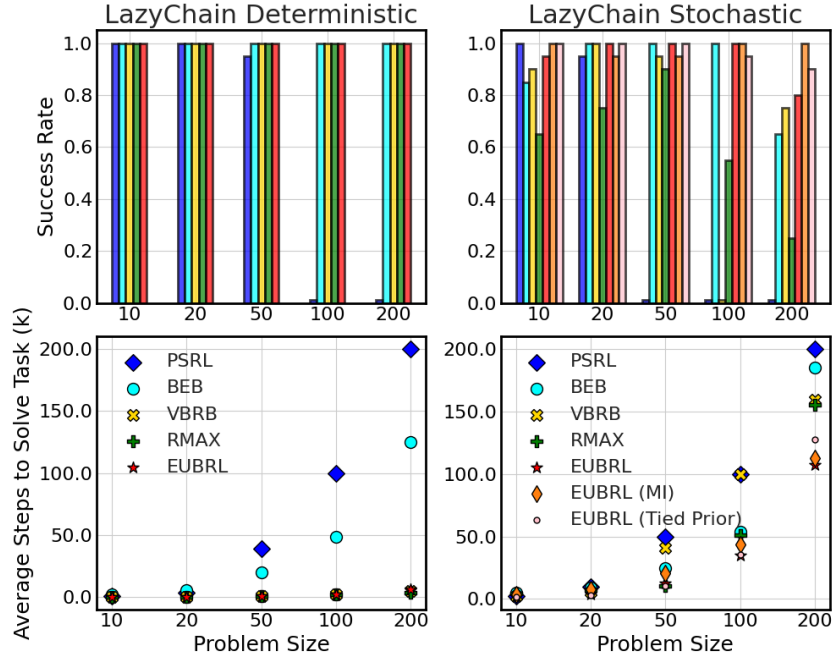 LazyChain Deterministic
LazyChain Stochastic
Success Rate
1.0
0.8
0.6
0.4
0.2
0.0
10
20
50
100
200
1.0
0.8
0.6
0.4
0.2
0.0
10
20
50
100
200
Average Steps to Solve Task (k)
200.0
150.0
100.0
50.0
0.0
PSRL
BEB
VBRB
RMAX
EUBRL
10
20
50
100
200
Problem Size
200.0
150.0
100.0
50.0
0.0
PSRL
BEB
VBRB
RMAX
EUBRL
EUBRL (MI)
EUBRL (Tied Prior)
10
20
50
100
200
Problem Size